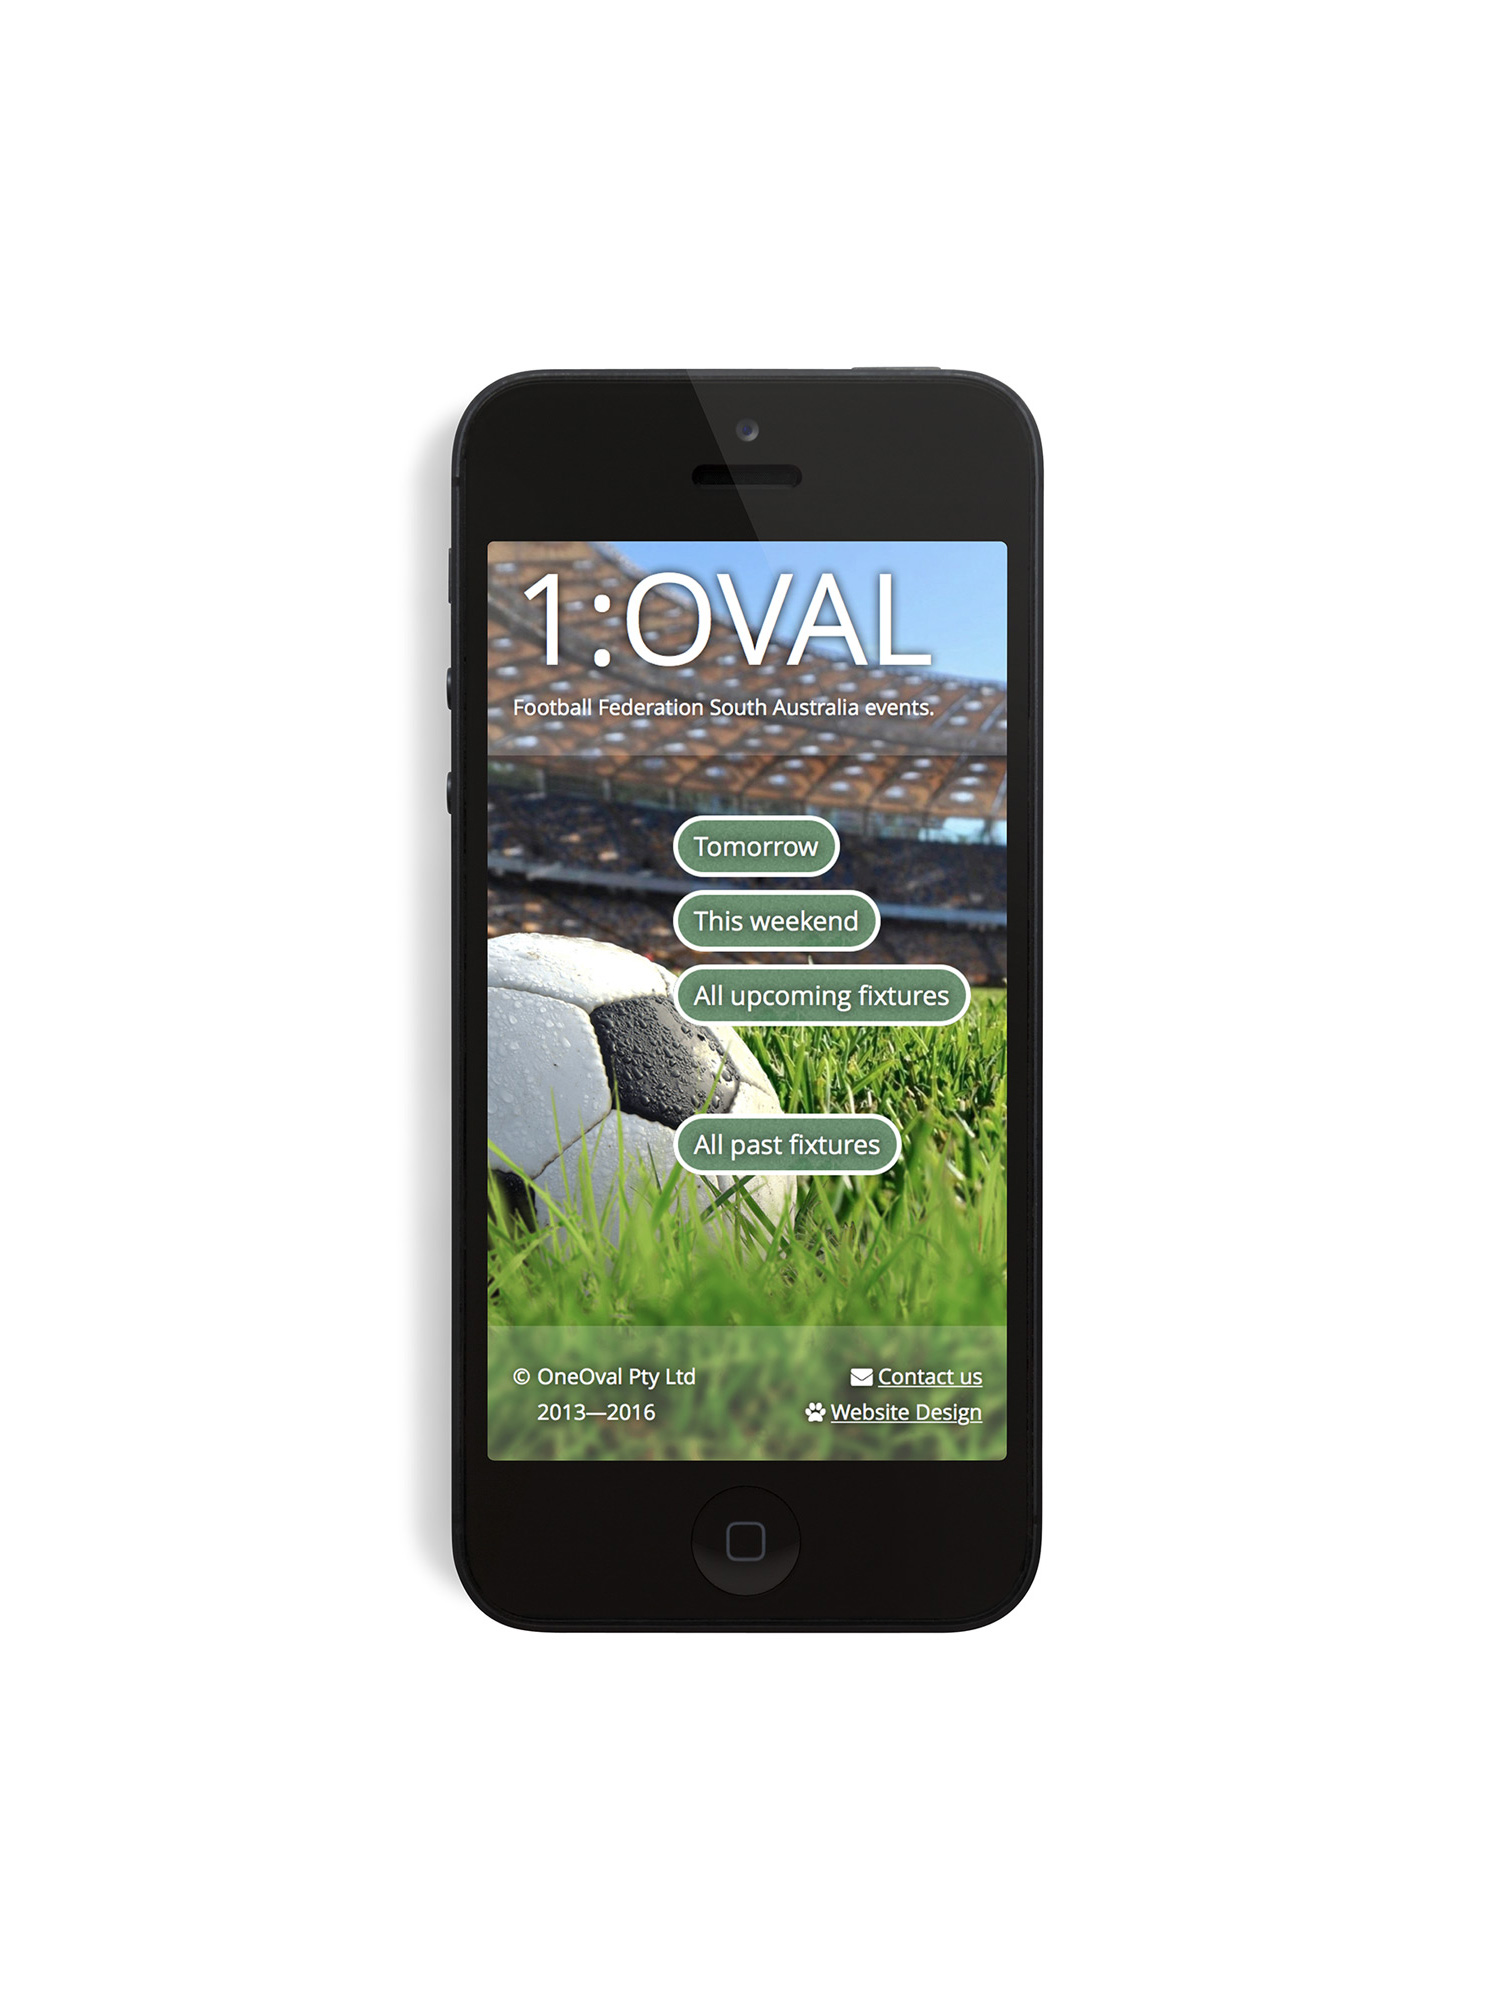 1:OVAL
Football Federation South Australia events.
Tomorrow
This weekend
All upcoming fixtures
All past fixtures
© OneOval Pty Ltd
2013—2016
Contact us
Website Design